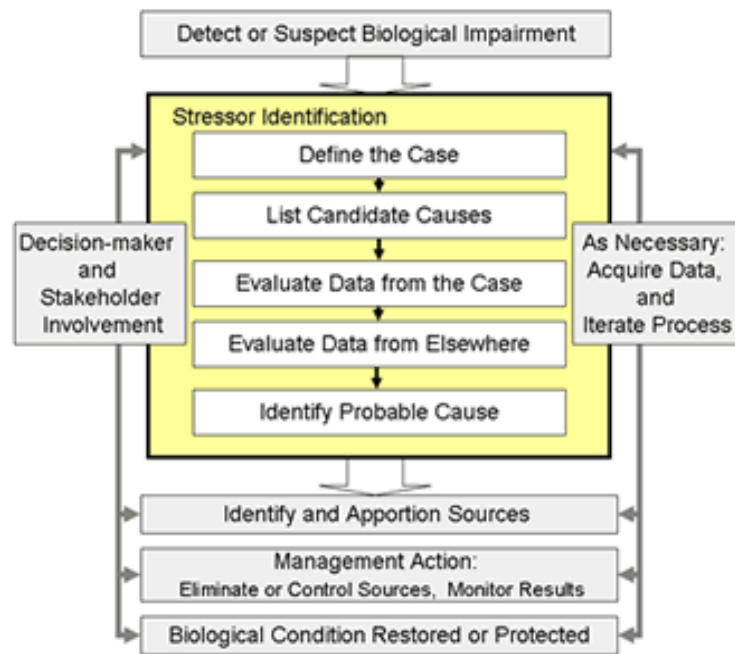 Detect or Suspect Biological Impairment
Stressor Identification
Define the Case
List Candidate Causes
Evaluate Data from the Case
Evaluate Data from Elsewhere
Identify Probable Cause
Decision-maker
and
Stakeholder
Involvement
As Necessary:
Acquire Data,
and
Iterate Process
Identify and Apportion Sources
Management Action:
Eliminate or Control Sources, Monitor Results
Biological Condition Restored or Protected